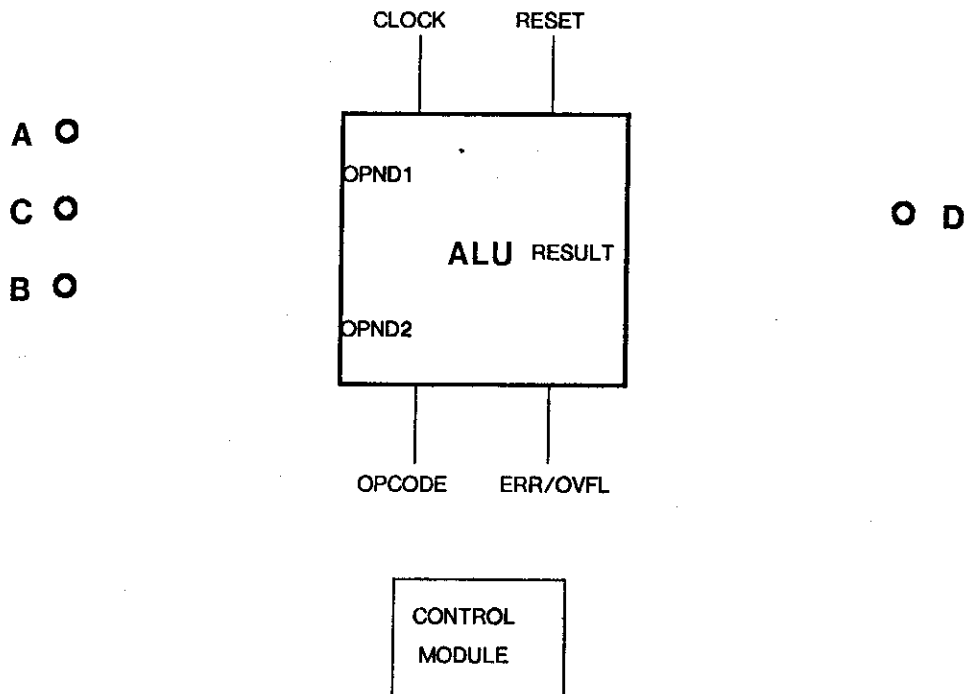 CLOCK RESET
A
OPND1
C
D
ALU RESULT
B
OPND2
OPCODE ERR/OVFL
CONTROL
MODULE